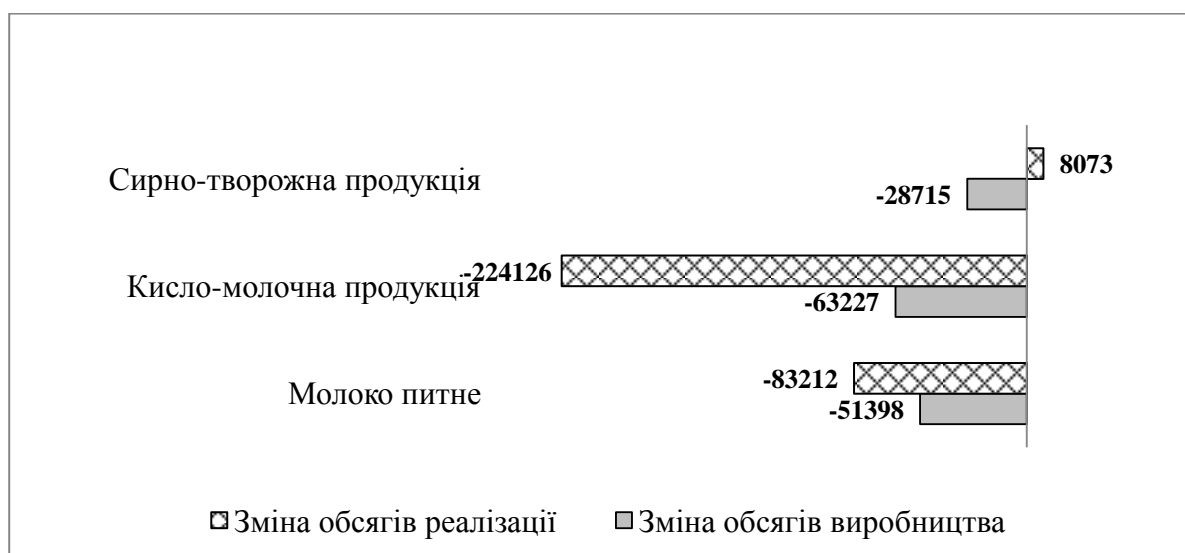 8073
Сирно-творожна продукція
-28715
-224126
Кисло-молочна продукція
-63227
-83212
Молоко питне
-51398
Зміна обсягів реалізації
Зміна обсягів виробництва